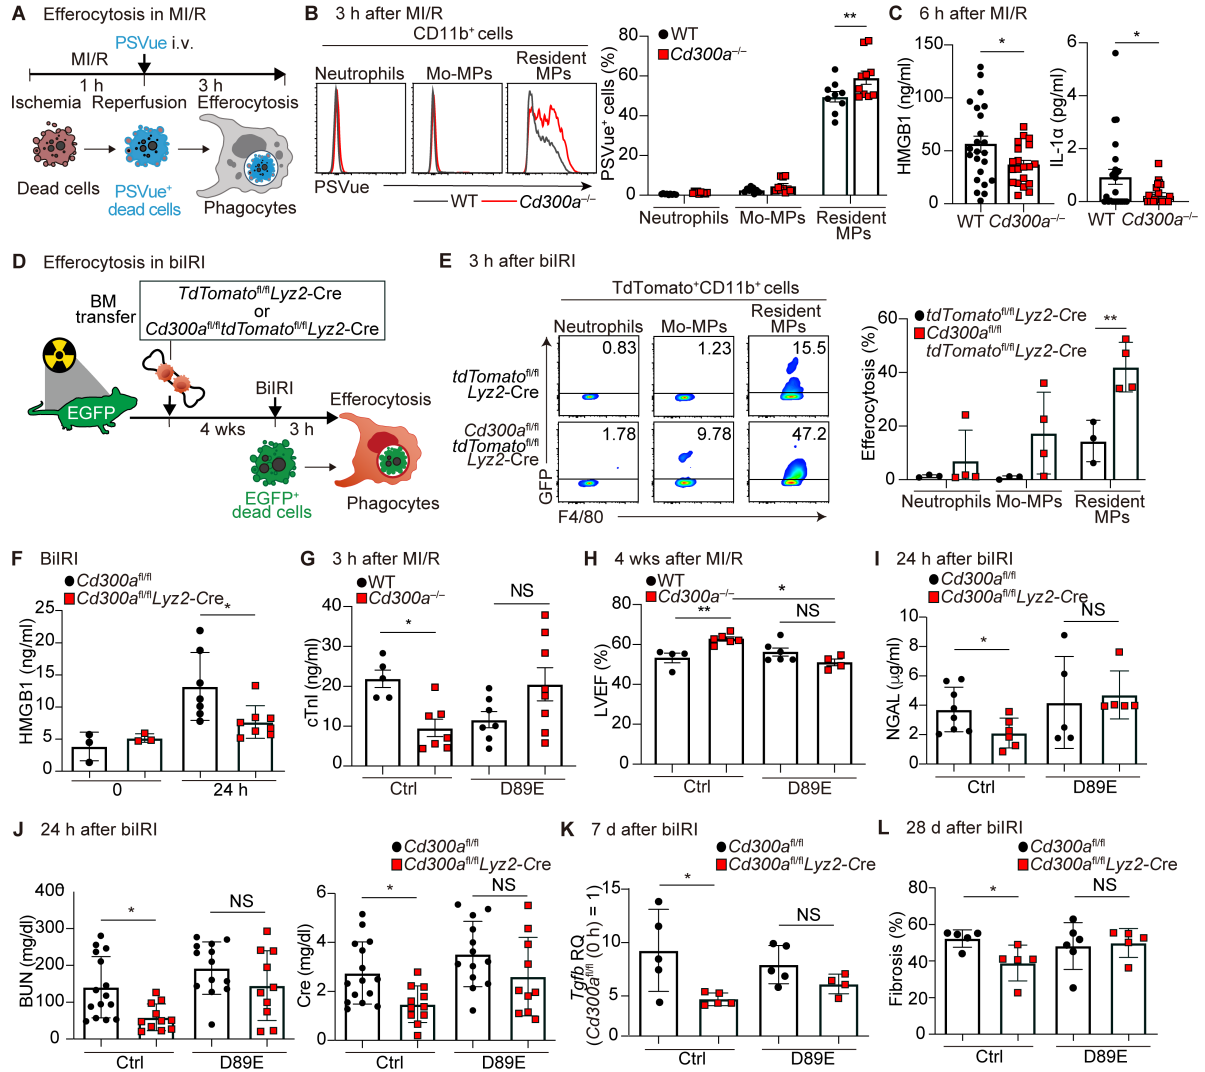 A Efferocytosis in MI/R
PSVue i.v.
MI/R
1 h
3 h
Ischemia Reperfusion Efferocytosis
Dead cells
PSVue⁺
dead cells
Phagocytes
B 3 h after MI/R
CD11b⁺ cells
Neutrophils
Mo-MPs
Resident
MPs
PSVue
WT
Cd300a⁻/⁻
PSVue⁺ cells (%)
80
60
40
20
0
WT
Cd300a⁻/⁻
**
Neutrophils
Mo-MPs
Resident
MPs
C 6 h after MI/R
HMGB1 (ng/ml)
150
100
50
0
*
WT Cd300a⁻/⁻
IL-1α (pg/ml)
6
4
2
0
*
WT Cd300a⁻/⁻
D Efferocytosis in biIRI
BM
transfer
TdTomatofl/flLyz2-Cre
or
Cd300afl/fltdTomatofl/flLyz2-Cre
EGFP
BiIRI
4 wks
3 h
Efferocytosis
EGFP⁺
dead cells
Phagocytes
E 3 h after biIRI
TdTomato⁺CD11b⁺ cells
Neutrophils
Mo-MPs
Resident
MPs
tdTomatofl/fl
Lyz2-Cre
0.83
1.23
15.5
Cd300afl/fl
tdTomatofl/fl
Lyz2-Cre
1.78
9.78
47.2
GFP
F4/80
Efferocytosis (%)
60
40
20
0
tdTomatofl/flLyz2-Cre
Cd300afl/fl
tdTomatofl/flLyz2-Cre
**
Neutrophils
Mo-MPs
Resident
MPs
F BiIRI
Cd300afl/fl
Cd300afl/flLyz2-Cre
HMGB1 (ng/ml)
25
20
15
10
5
0
*
0
24 h
G 3 h after MI/R
WT
Cd300a⁻/⁻
cTnI (ng/ml)
40
30
20
10
0
*
NS
Ctrl
D89E
H 4 wks after MI/R
WT
Cd300a⁻/⁻
LVEF (%)
80
60
40
20
0
**
*
NS
Ctrl
D89E
I 24 h after biIRI
Cd300afl/fl
Cd300afl/flLyz2-Cre
NGAL (µg/ml)
10
8
6
4
2
0
*
NS
Ctrl
D89E
J 24 h after biIRI
Cd300afl/fl
Cd300afl/flLyz2-Cre
BUN (mg/dl)
400
300
200
100
0
*
NS
Ctrl
D89E
Cre (mg/dl)
6
4
2
0
*
NS
Ctrl
D89E
K 7 d after biIRI
Cd300afl/fl
Cd300afl/flLyz2-Cre
Tgfb RQ
(Cd300afl/fl (0 h) = 1)
15
10
5
0
*
NS
Ctrl
D89E
L 28 d after biIRI
Cd300afl/fl
Cd300afl/flLyz2-Cre
Fibrosis (%)
80
60
40
20
0
*
NS
Ctrl
D89E